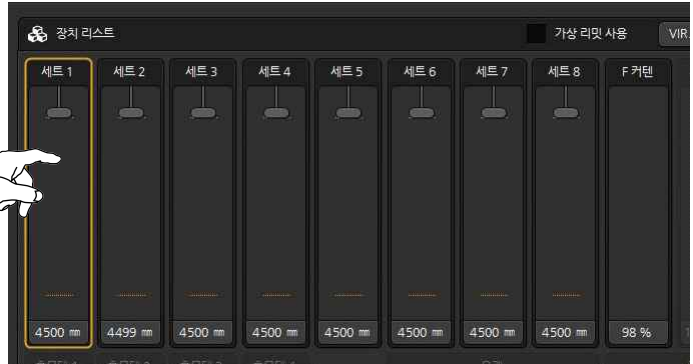 장치 리스트
가상 리밋 사용
VIR
세트 1
세트 2
세트 3
세트 4
세트 5
세트 6
세트 7
세트 8
F 커텐
4500 mm
4499 mm
4500 mm
4500 mm
4500 mm
4500 mm
4500 mm
4500 mm
98 %